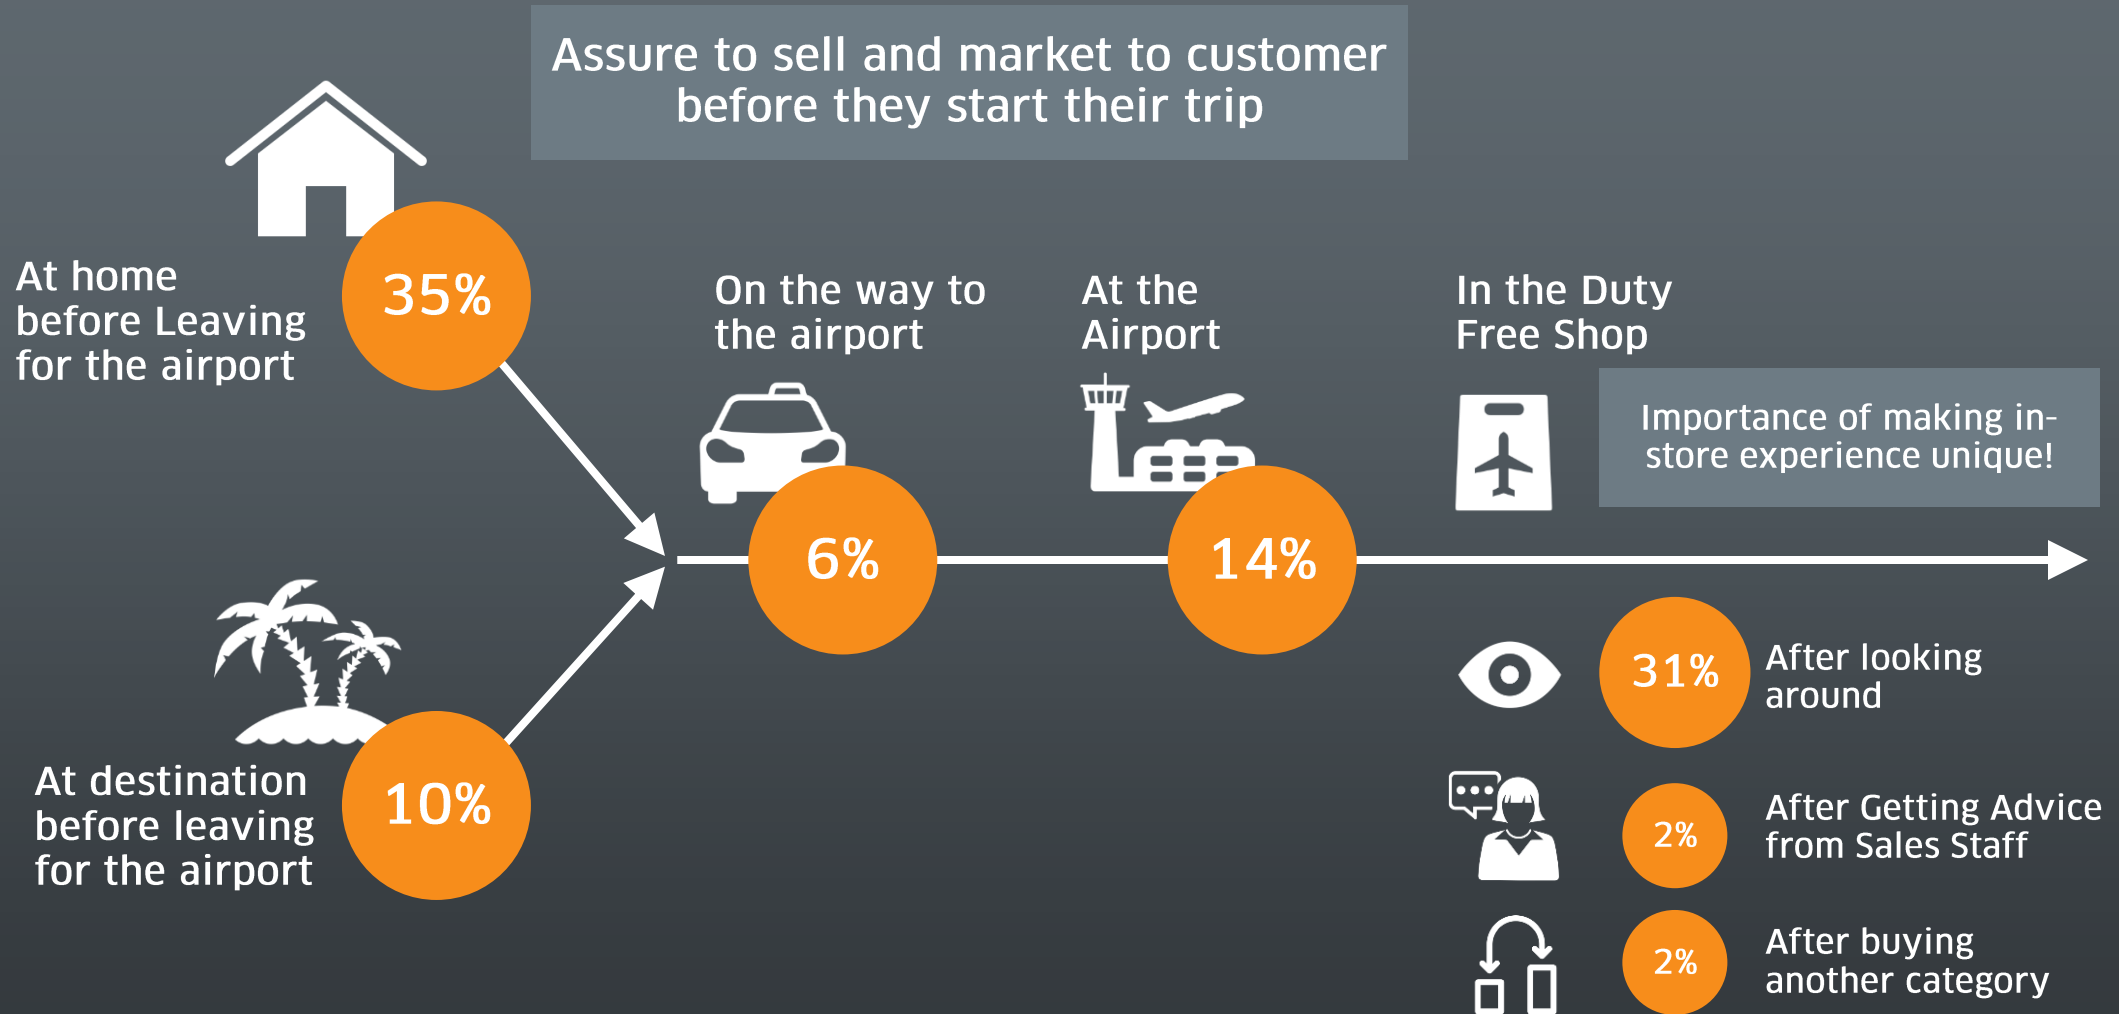 Assure to sell and market to customer
before they start their trip
At home
before Leaving
for the airport
35%
On the way to
the airport
At the
Airport
In the Duty
Free Shop
Importance of making in-
store experience unique!
6%
14%
At destination
before leaving
for the airport
10%
31%
After looking
around
2%
After Getting Advice
from Sales Staff
2%
After buying
another category